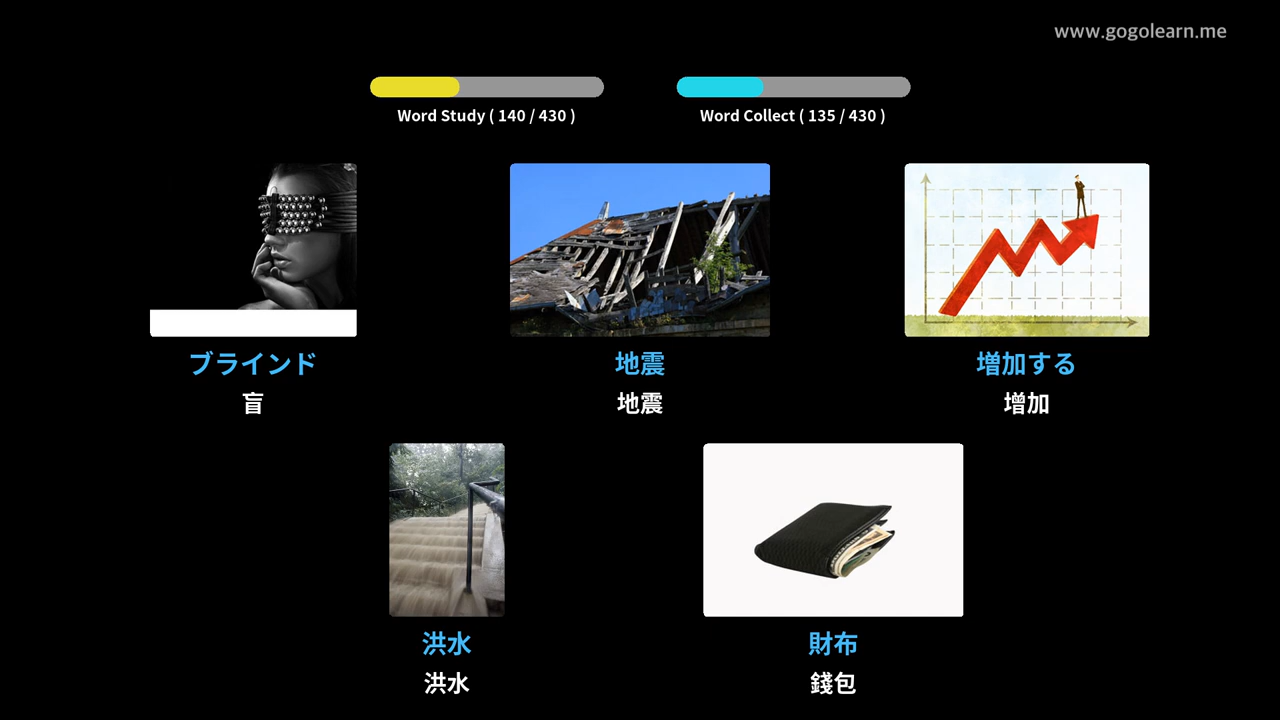 www.gogolearn.me
Word Study ( 140 / 430 )
Word Collect ( 135 / 430 )
ブラインド
盲
地震
地震
増加する
增加
洪水
洪水
財布
錢包